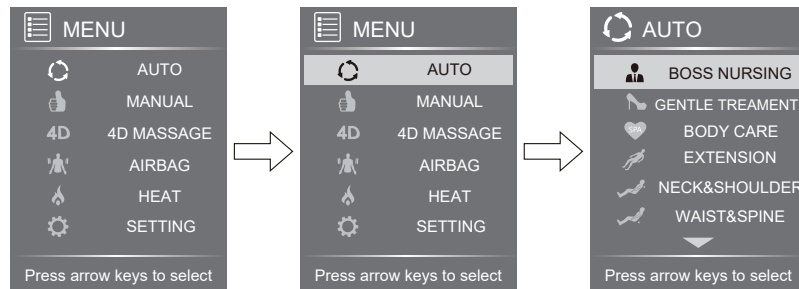 MENU
AUTO
MANUAL
4D 4D MASSAGE
AIRBAG
HEAT
SETTING
Press arrow keys to select
MENU
AUTO
MANUAL
4D 4D MASSAGE
AIRBAG
HEAT
SETTING
Press arrow keys to select
AUTO
BOSS NURSING
GENTLE TREAMENT
SPA BODY CARE
EXTENSION
NECK&SHOULDER
WAIST&SPINE
Press arrow keys to select